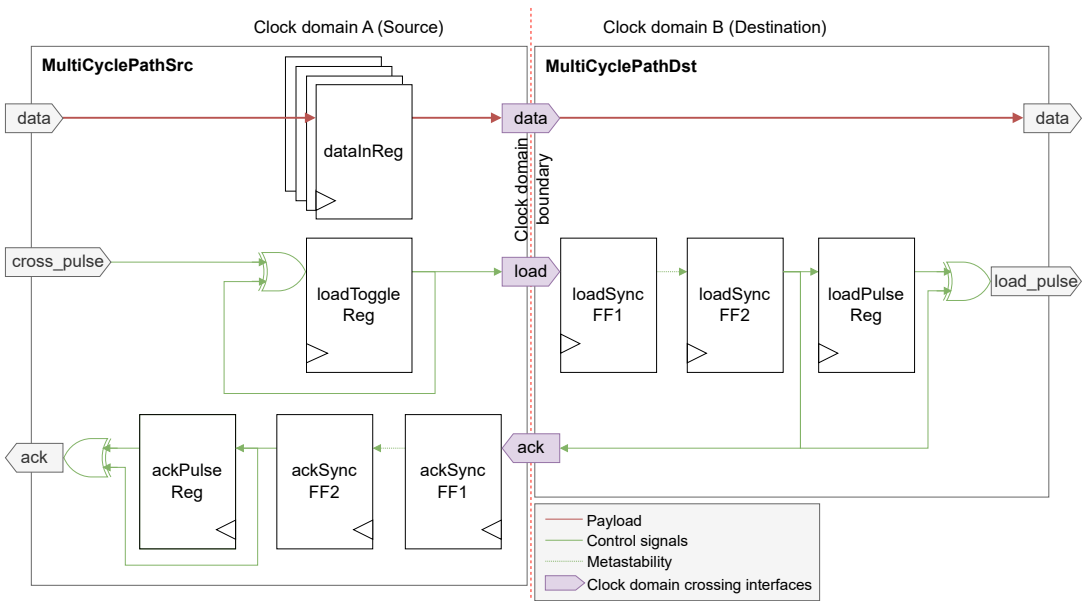 Clock domain A (Source)
Clock domain B (Destination)
MultiCyclePathSrc
MultiCyclePathDst
data
dataInReg
data
data
Clock domain
boundary
cross_pulse
loadToggle
Reg
load
loadSync
FF1
loadSync
FF2
loadPulse
Reg
load_pulse
ack
ackPulse
Reg
ackSync
FF2
ackSync
FF1
ack
Payload
Control signals
Metastability
Clock domain crossing interfaces